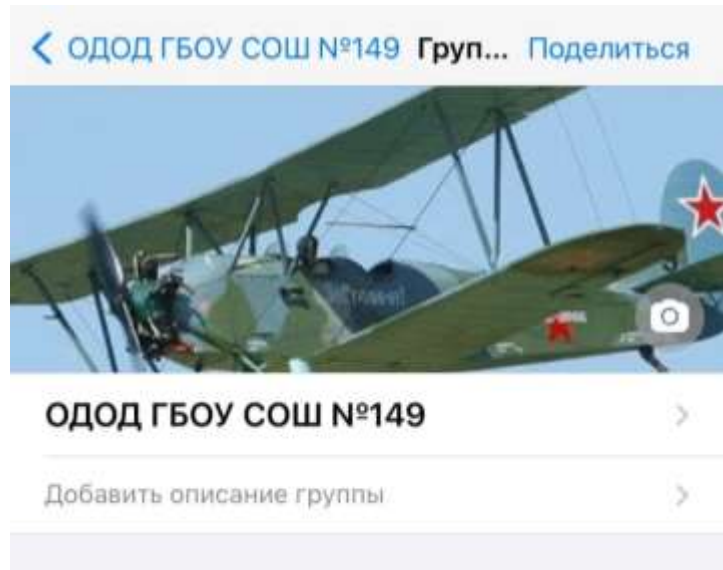 ОДОД ГБОУ СОШ №149 Груп... Поделиться
ОДОД ГБОУ СОШ №149
Добавить описание группы